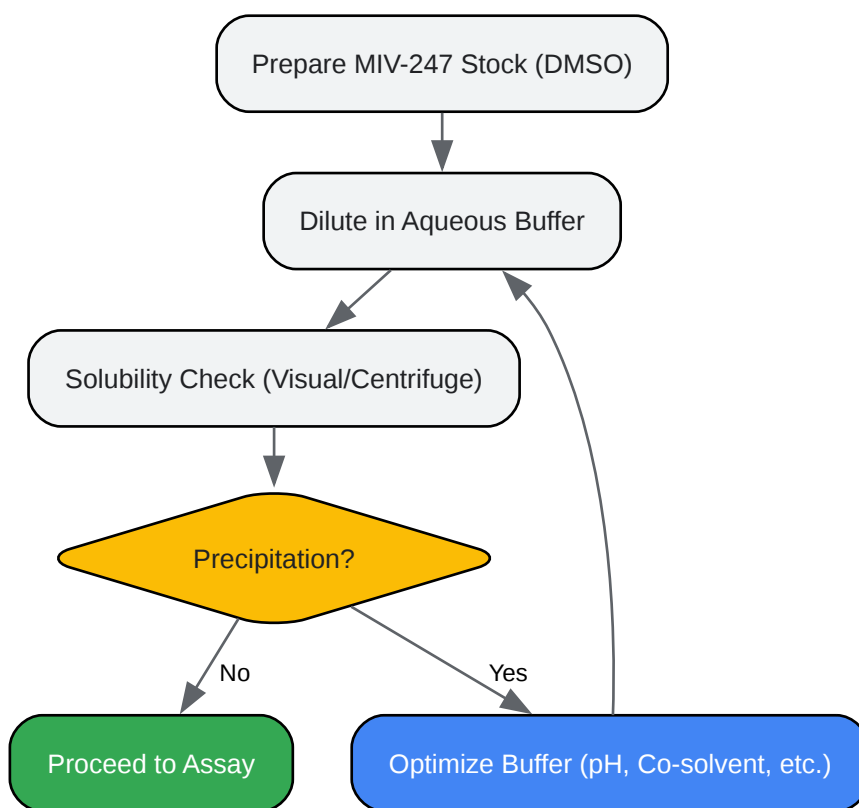 Prepare MIV-247 Stock (DMSO)
Dilute in Aqueous Buffer
Solubility Check (Visual/Centrifuge)
Precipitation?
No
Yes
Proceed to Assay
Optimize Buffer (pH, Co-solvent, etc.)